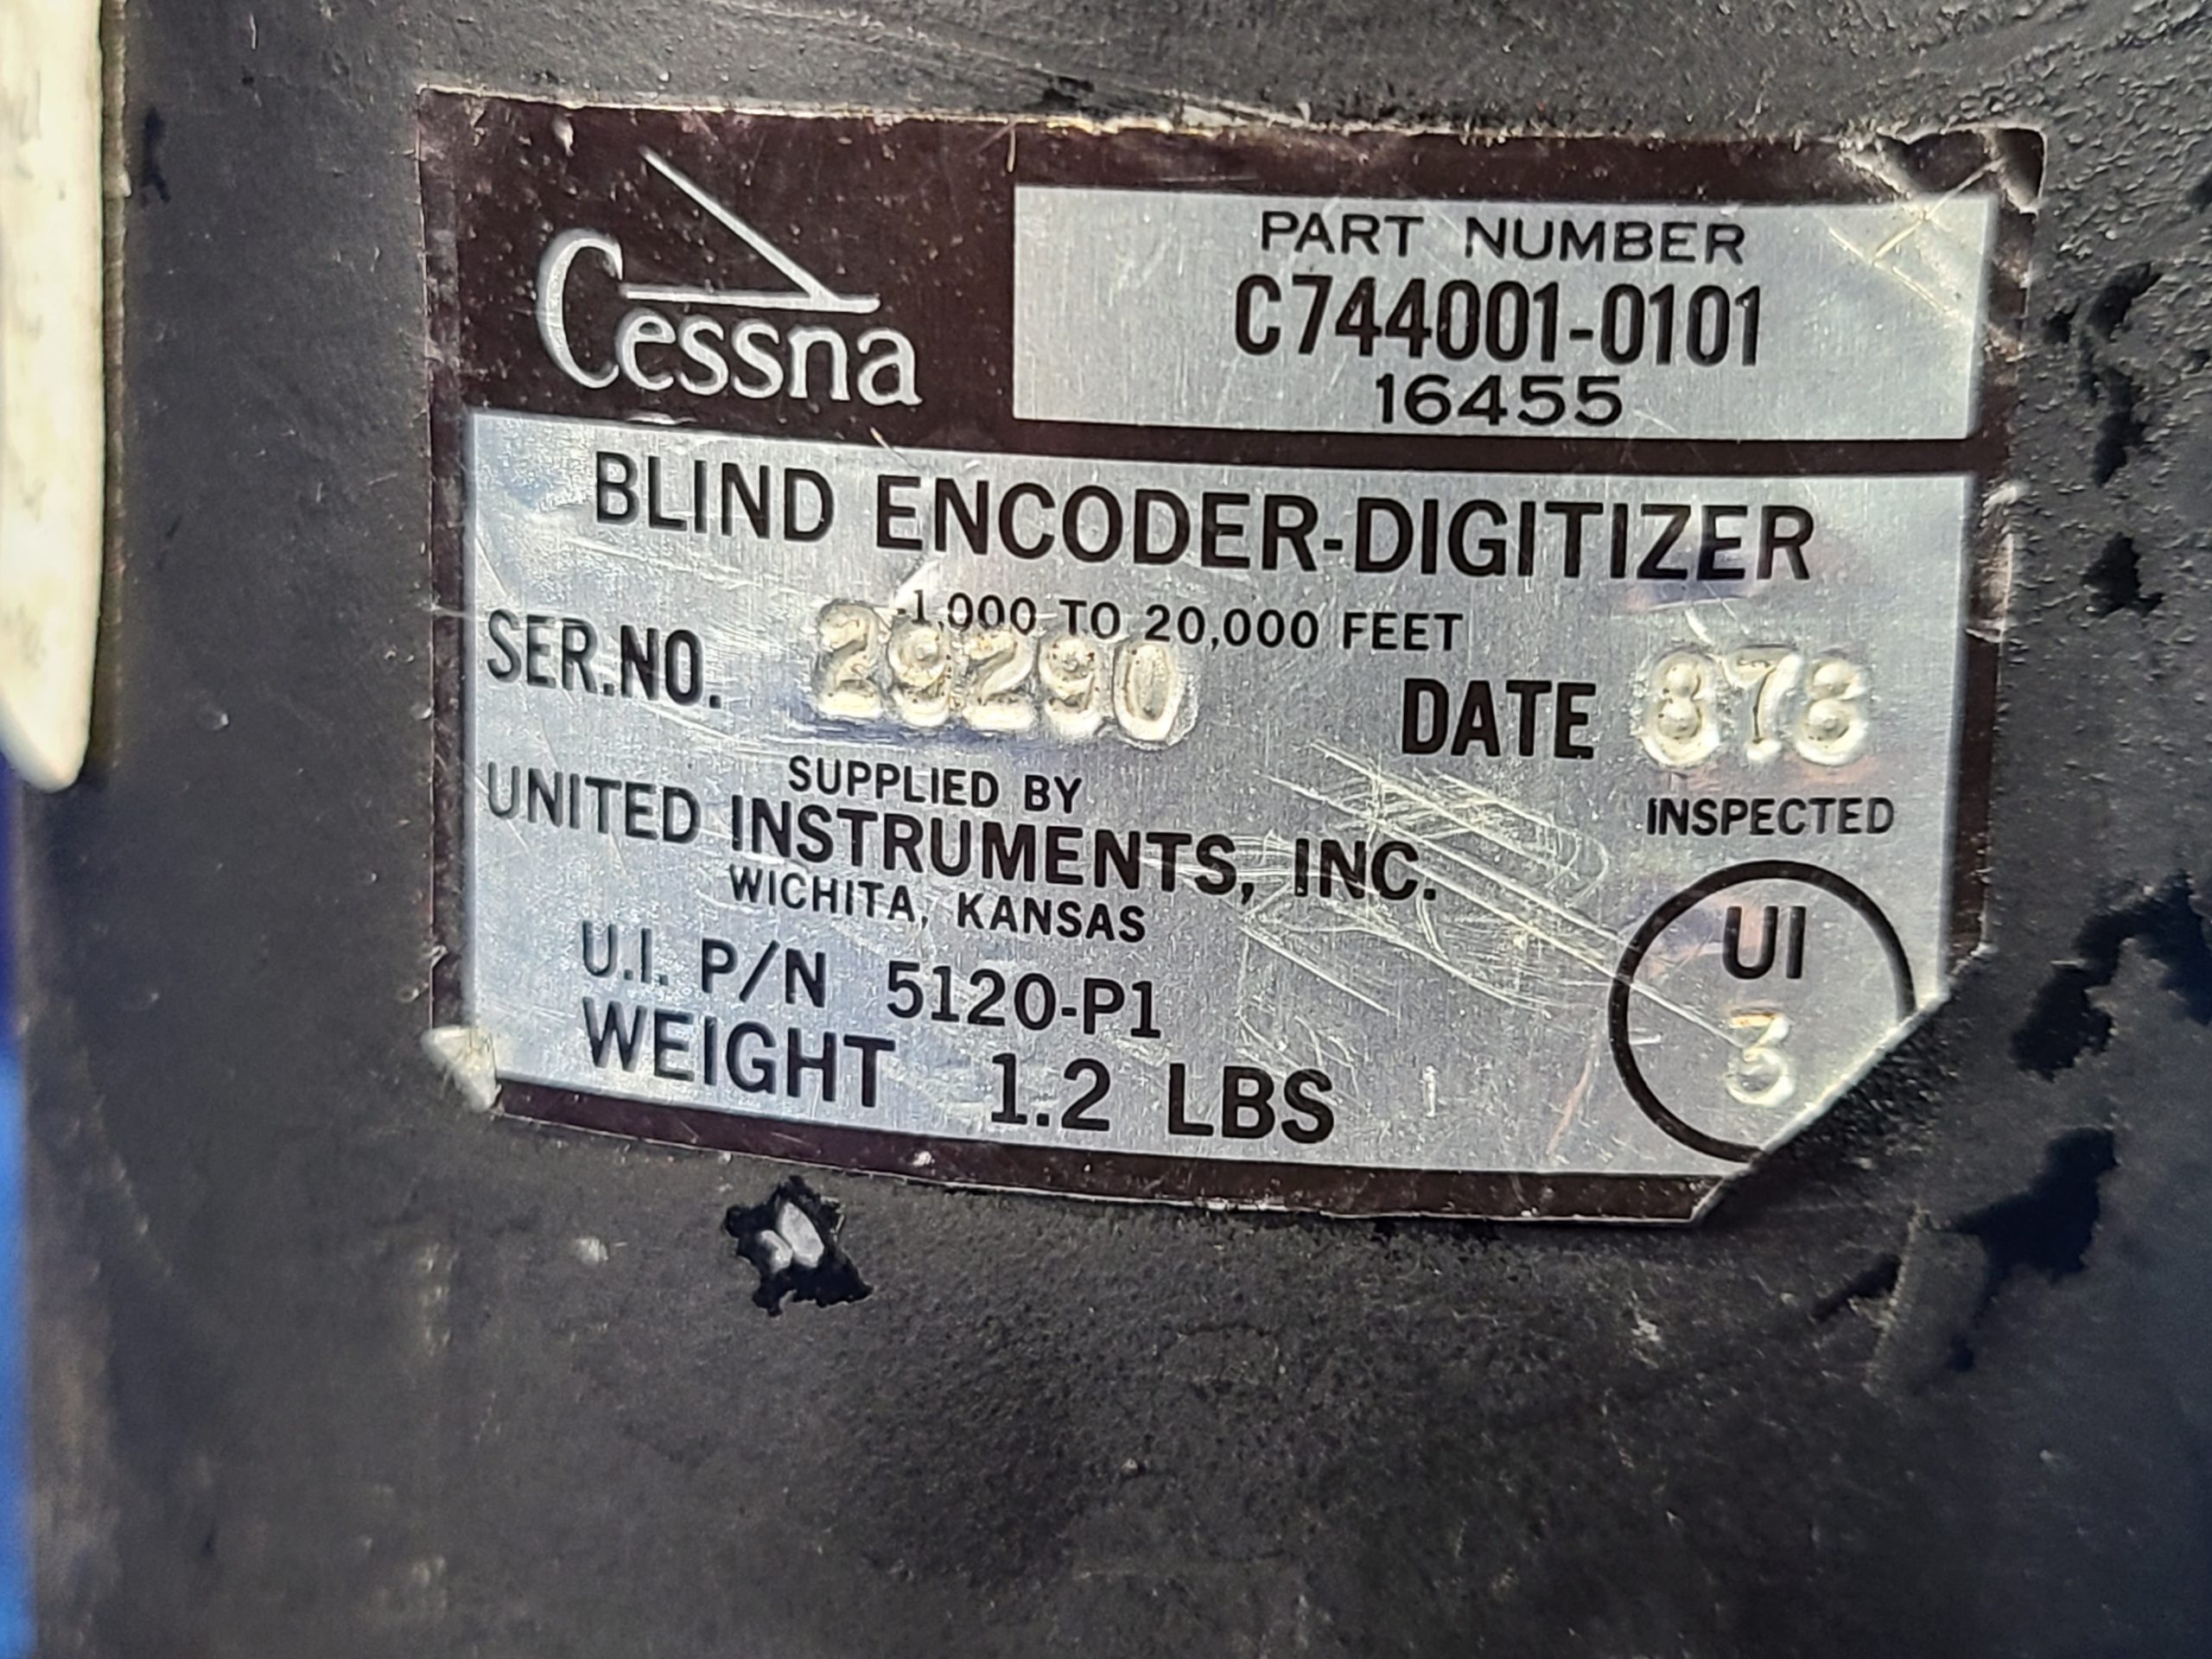 Cessna
PART NUMBER
C744001-0101
16455
BLIND ENCODER-DIGITIZER
-1,000 TO 20,000 FEET
SER.NO. 29290
DATE 878
SUPPLIED BY
UNITED INSTRUMENTS, INC.
WICHITA, KANSAS
INSPECTED
UI
3
U.I. P/N 5120-P1
WEIGHT 1.2 LBS